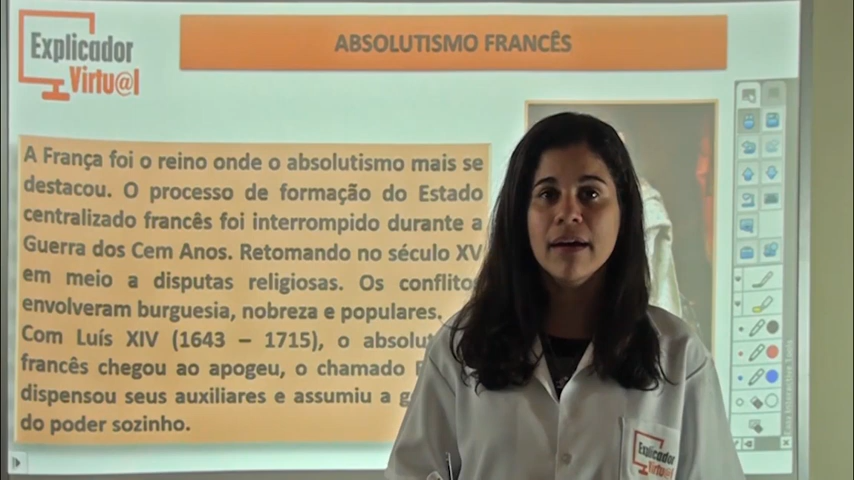 Explicador
Virtu@l
ABSOLUTISMO FRANCÊS
A França foi o reino onde o absolutismo mais se
destacou. O processo de formação do Estado
centralizado francês foi interrompido durante a
Guerra dos Cem Anos. Retomando no século XV
em meio a disputas religiosas. Os conflito
envolveram burguesia, nobreza e populares.
Com Luís XIV (1643 – 1715), o absolut
francês chegou ao apogeu, o chamado
dispensou seus auxiliares e assumiu a g
do poder sozinho.
Explicador
Virtu@l